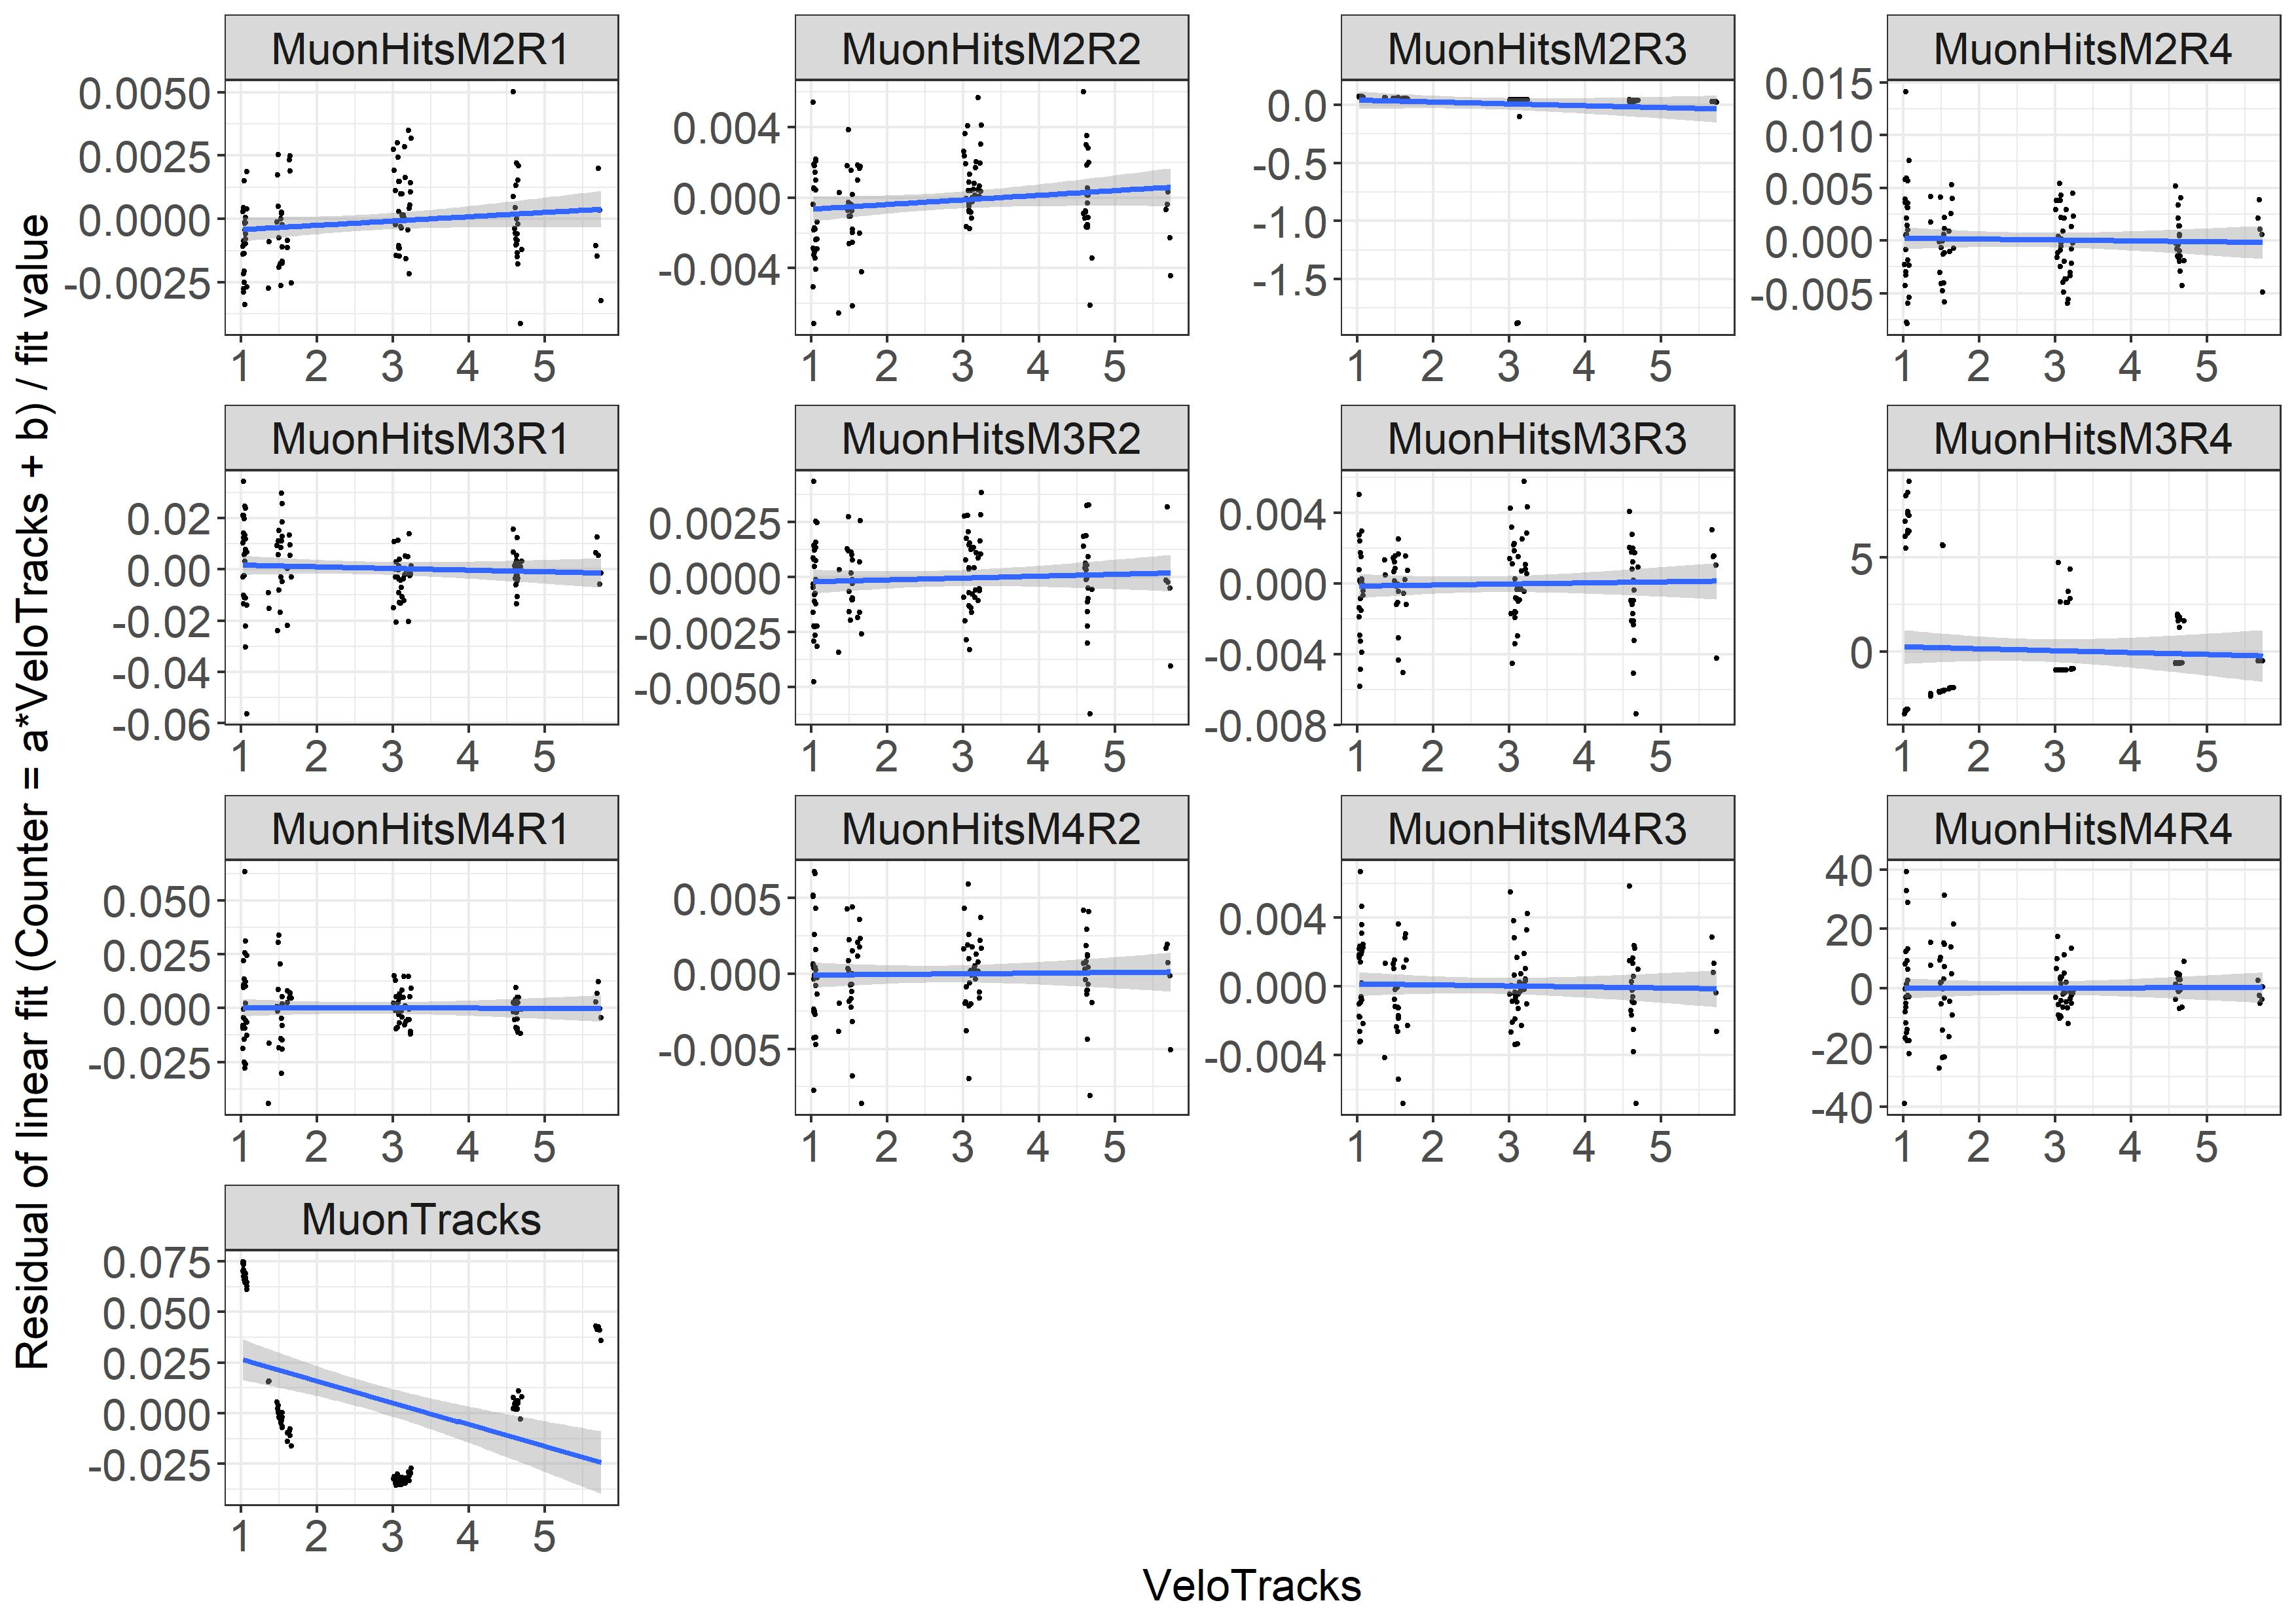 Residual of linear fit (Counter = a*VeloTracks + b) / fit value
MuonHitsM2R1
0.0050
0.0025
0.0000
-0.0025
1 2 3 4 5
MuonHitsM2R2
0.004
0.000
-0.004
1 2 3 4 5
MuonHitsM2R3
0.0
-0.5
-1.0
-1.5
1 2 3 4 5
MuonHitsM2R4
0.015
0.010
0.005
0.000
-0.005
1 2 3 4 5
MuonHitsM3R1
0.02
0.00
-0.02
-0.04
-0.06
1 2 3 4 5
MuonHitsM3R2
0.0025
0.0000
-0.0025
-0.0050
1 2 3 4 5
MuonHitsM3R3
0.004
0.000
-0.004
-0.008
1 2 3 4 5
MuonHitsM3R4
5
0
1 2 3 4 5
MuonHitsM4R1
0.050
0.025
0.000
-0.025
1 2 3 4 5
MuonHitsM4R2
0.005
0.000
-0.005
1 2 3 4 5
MuonHitsM4R3
0.004
0.000
-0.004
1 2 3 4 5
MuonHitsM4R4
40
20
0
-20
-40
1 2 3 4 5
MuonTracks
0.075
0.050
0.025
0.000
-0.025
1 2 3 4 5
VeloTracks